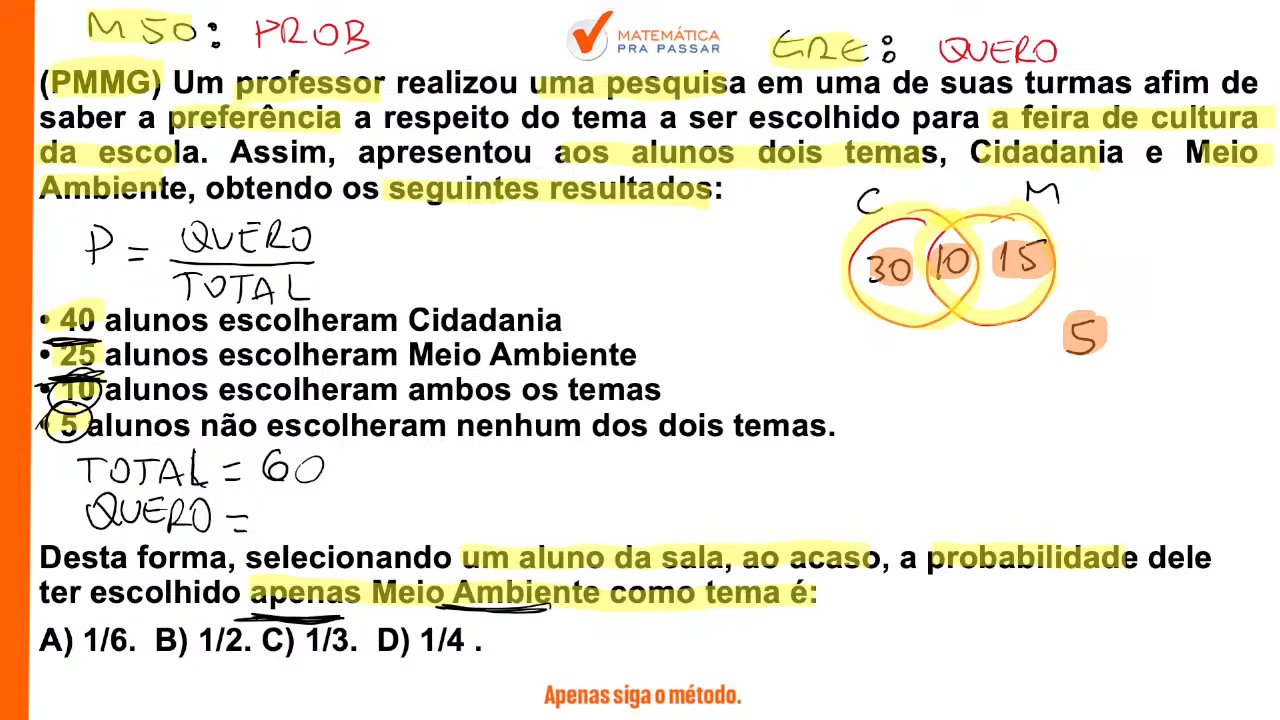 M50: PROB
MATEMÁTICA
PRA PASSAR
GRE: QUERO
(PMMG) Um professor realizou uma pesquisa em uma de suas turmas afim de
saber a preferência a respeito do tema a ser escolhido para a feira de cultura
da escola. Assim, apresentou aos alunos dois temas, Cidadania e Meio
Ambiente, obtendo os seguintes resultados:
P = QUERO
TOTAL
C M
30 10 15
5
• 40 alunos escolheram Cidadania
• 25 alunos escolheram Meio Ambiente
• 10 alunos escolheram ambos os temas
• 5 alunos não escolheram nenhum dos dois temas.
TOTAL = 60
QUERO =
Desta forma, selecionando um aluno da sala, ao acaso, a probabilidade dele
ter escolhido apenas Meio Ambiente como tema é:
A) 1/6. B) 1/2. C) 1/3. D) 1/4 .
Apenas siga o método.